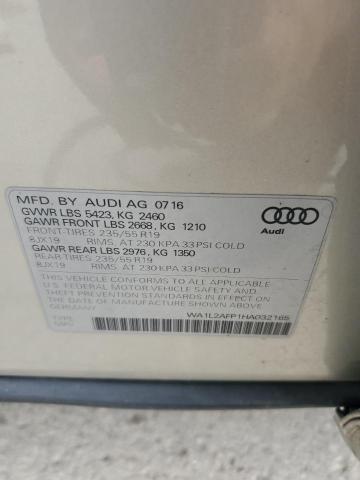 MFD. BY AUDI AG 07 16
GVWR LBS 5423, KG 2460
GAWR FRONT LBS 2668, KG 1210
FRONT-TIRES 235/55 R19
8JX19 RIMS, AT 230 KPA 33 PSI COLD
GAWR REAR LBS 2976, KG 1350
REAR-TIRES 235/55 R19
8JX19 RIMS, AT 230 KPA 33 PSI COLD
THIS VEHICLE CONFORMS TO ALL APPLICABLE
U.S. FEDERAL MOTOR VEHICLE SAFETY AND
THEFT PREVENTION STANDARDS IN EFFECT ON
THE DATE OF MANUFACTURE SHOWN ABOVE
GERMANY
WA1L2AFP1HA032165
TYPE
Audi